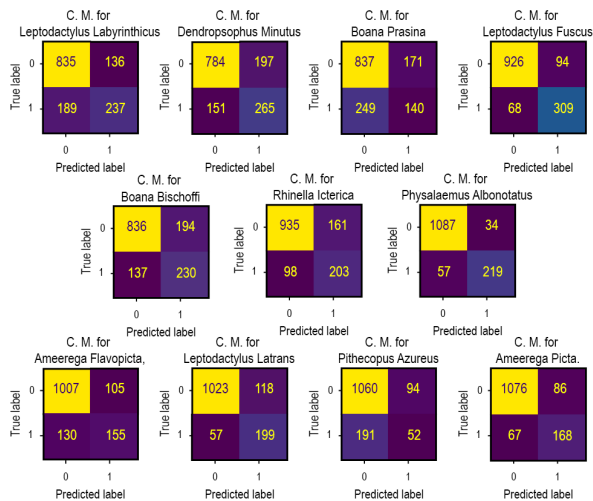 C. M. for
Leptodactylus Labyrinthicus
True label
0
835
136
1
189
237
0
1
Predicted label
C. M. for
Dendropsophus Minutus
True label
0
784
197
1
151
265
0
1
Predicted label
C. M. for
Boana Prasina
True label
0
837
171
1
249
140
0
1
Predicted label
C. M. for
Leptodactylus Fuscus
True label
0
926
94
1
68
309
0
1
Predicted label
C. M. for
Boana Bischoffi
True label
0
836
194
1
137
230
0
1
Predicted label
C. M. for
Rhinella Icterica
True label
0
935
161
1
98
203
0
1
Predicted label
C. M. for
Physalaemus Albonotatus
True label
0
1087
34
1
57
219
0
1
Predicted label
C. M. for
Ameerega Flavopicta,
True label
0
1007
105
1
130
155
0
1
Predicted label
C. M. for
Leptodactylus Latrans
True label
0
1023
118
1
57
199
0
1
Predicted label
C. M. for
Pithecopus Azureus
True label
0
1060
94
1
191
52
0
1
Predicted label
C. M. for
Ameerega Picta.
True label
0
1076
86
1
67
168
0
1
Predicted label